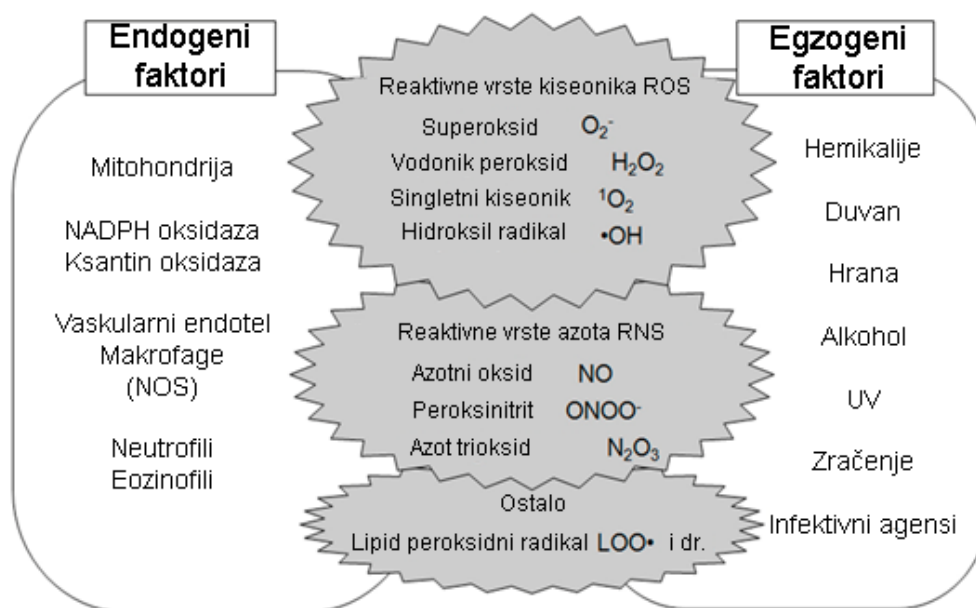 Endogeni
faktori
Mitohondrija
NADPH oksidaza
Ksantin oksidaza
Vaskularni endotel
Makrofage
(NOS)
Neutrofili
Eozinofili
Reaktivne vrste kiseonika ROS
Superoksid O₂⁻
Vodonik peroksid H₂O₂
Singletni kiseonik ¹O₂
Hidroksil radikal •OH
Reaktivne vrste azota RNS
Azotni oksid NO
Peroksinitrit ONOO⁻
Azot trioksid N₂O₃
Ostalo
Lipid peroksidni radikal LOO• i dr.
Egzogeni
faktori
Hemikalije
Duvan
Hrana
Alkohol
UV
Zračenje
Infektivni agensi